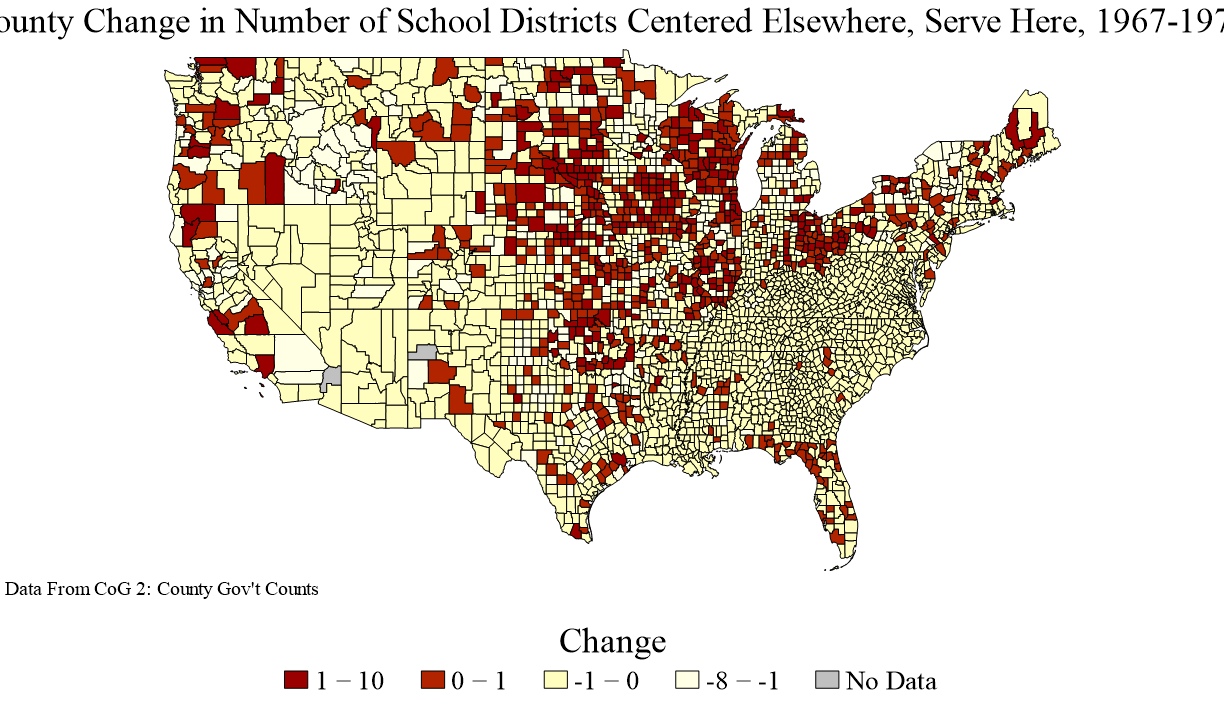 ounty Change in Number of School Districts Centered Elsewhere, Serve Here, 1967-197
Data From CoG 2: County Gov't Counts
Change
1 − 10
0 − 1
-1 − 0
-8 − -1
No Data